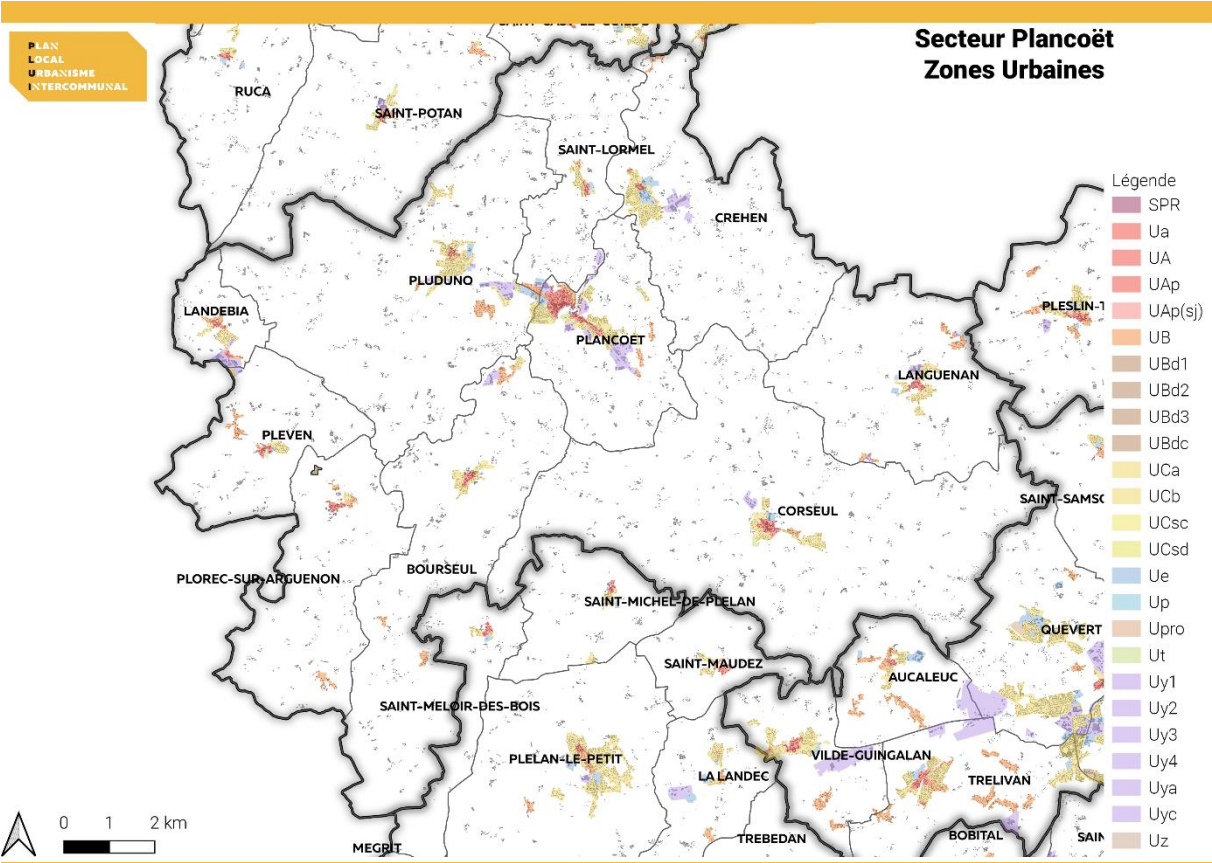 PLAN
LOCAL
URBANISME
INTERCOMMUNAL
Secteur Plancoët
Zones Urbaines
RUCA
SAINT-POTAN
SAINT-LORMEL
CREHEN
PLUDUNO
LANDEBIA
PLANCOET
PLESLIN-T
LANGUENAN
PLEVEN
CORSEUL
SAINT-SAMSO
PLOREC-SUR-ARGUENON
BOURSEUL
SAINT-MICHEL-DE-PLELAN
QUEVERT
SAINT-MAUDEZ
AUCALEUC
SAINT-MELOIR-DES-BOIS
PLELAN-LE-PETIT
LA LANDEC
VILDE-GUINGALAN
TRELIVAN
MEGRIT
TREBEDAN
BOBITAL
SAIN
Légende
SPR
Ua
UA
UAp
UAp(sj)
UB
UBd1
UBd2
UBd3
UBdc
UCa
UCb
UCsc
UCsd
Ue
Up
Upro
Ut
Uy1
Uy2
Uy3
Uy4
Uya
Uyc
Uz
0 1 2 km